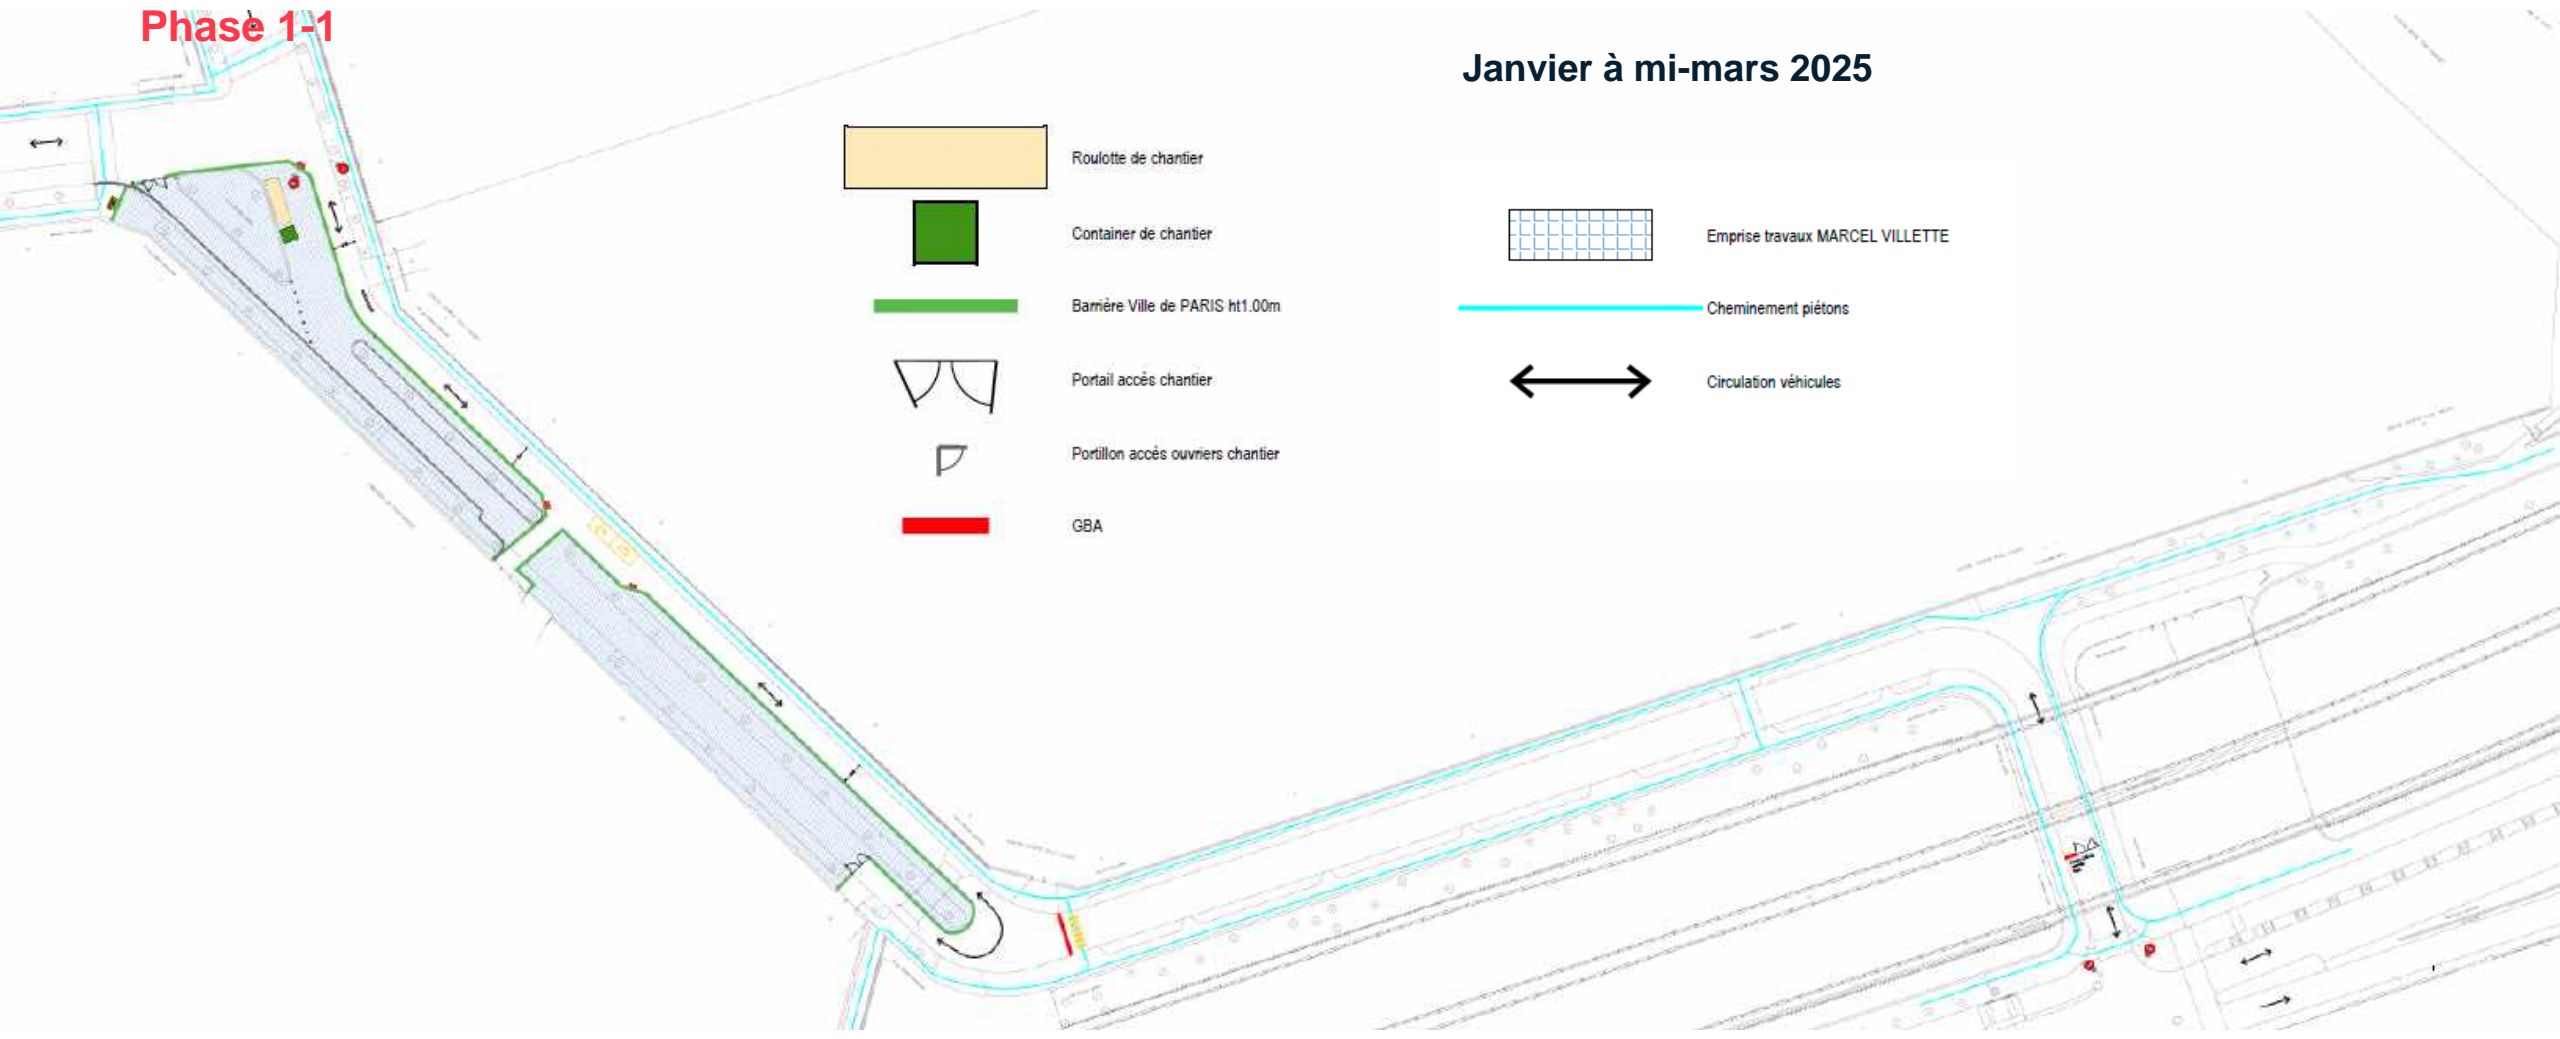 Phase 1-1
Janvier à mi-mars 2025
Roulotte de chantier
Container de chantier
Emprise travaux MARCEL VILLETTE
Barrière Ville de PARIS ht1.00m
Cheminement piétons
Portail accès chantier
Circulation véhicules
Portillon accès ouvriers chantier
GBA